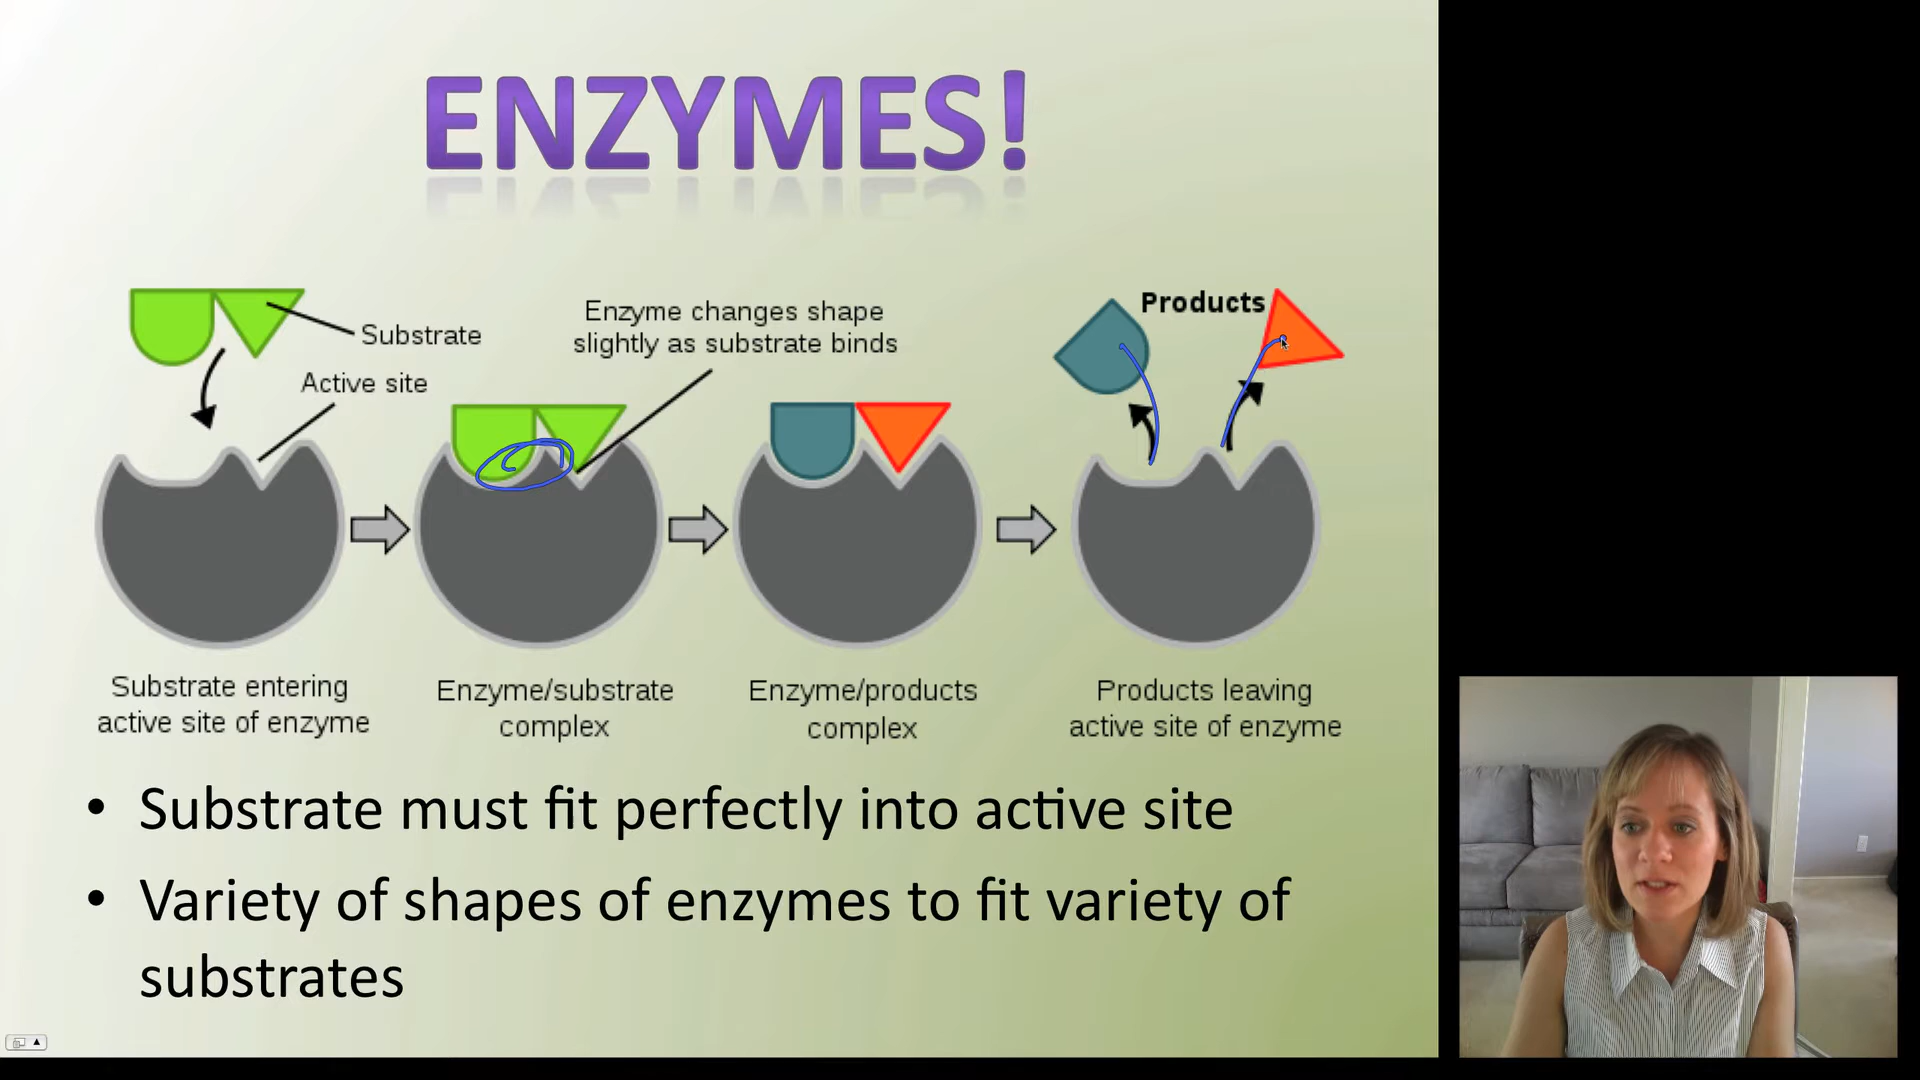 ENZYMES!
Substrate
Active site
Enzyme changes shape
slightly as substrate binds
Products
Substrate entering
active site of enzyme
Enzyme/substrate
complex
Enzyme/products
complex
Products leaving
active site of enzyme
• Substrate must fit perfectly into active site
• Variety of shapes of enzymes to fit variety of
substrates